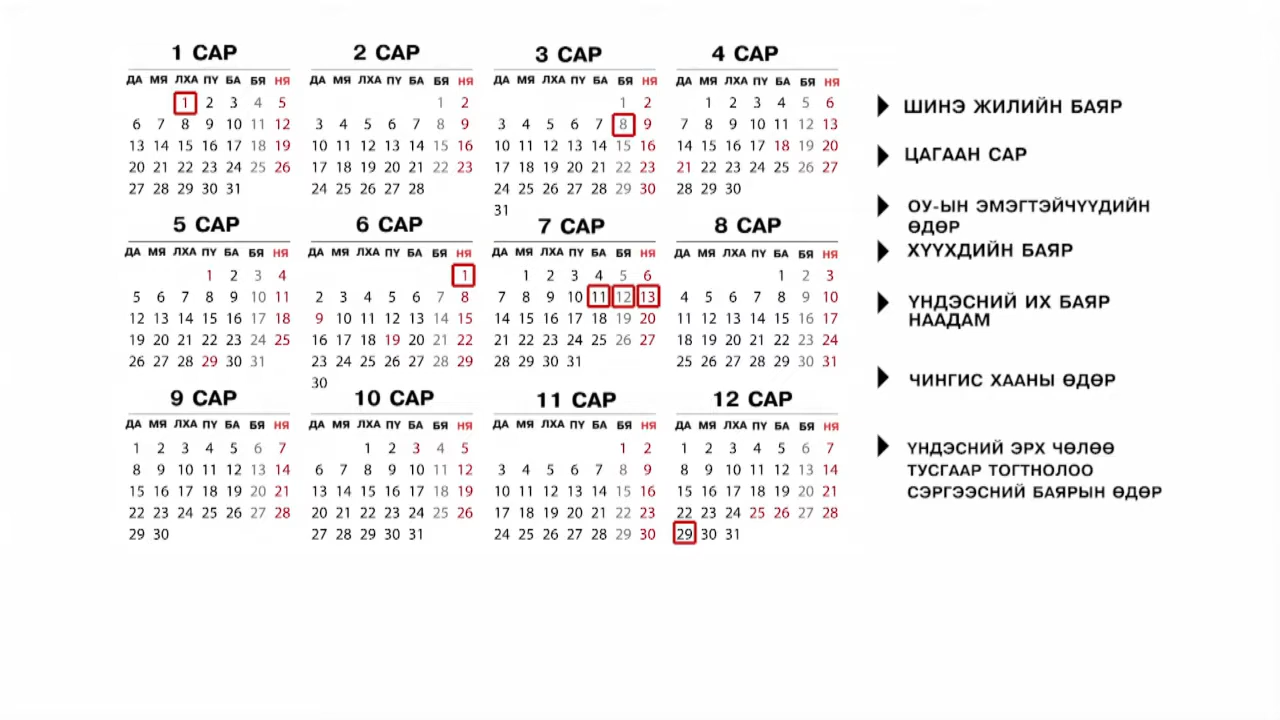 1 САР
ДА МЯ ЛХА ПҮ БА БЯ НЯ
1 2 3 4 5
6 7 8 9 10 11 12
13 14 15 16 17 18 19
20 21 22 23 24 25 26
27 28 29 30 31
2 САР
ДА МЯ ЛХА ПҮ БА БЯ НЯ
1 2
3 4 5 6 7 8 9
10 11 12 13 14 15 16
17 18 19 20 21 22 23
24 25 26 27 28
3 САР
ДА МЯ ЛХА ПҮ БА БЯ НЯ
1 2
3 4 5 6 7 8 9
10 11 12 13 14 15 16
17 18 19 20 21 22 23
24 25 26 27 28 29 30
31
4 САР
ДА МЯ ЛХА ПҮ БА БЯ НЯ
1 2 3 4 5 6
7 8 9 10 11 12 13
14 15 16 17 18 19 20
21 22 23 24 25 26 27
28 29 30
5 САР
ДА МЯ ЛХА ПҮ БА БЯ НЯ
1 2 3 4
5 6 7 8 9 10 11
12 13 14 15 16 17 18
19 20 21 22 23 24 25
26 27 28 29 30 31
6 САР
ДА МЯ ЛХА ПҮ БА БЯ НЯ
1
2 3 4 5 6 7 8
9 10 11 12 13 14 15
16 17 18 19 20 21 22
23 24 25 26 27 28 29
30
7 САР
ДА МЯ ЛХА ПҮ БА БЯ НЯ
1 2 3 4 5 6
7 8 9 10 11 12 13
14 15 16 17 18 19 20
21 22 23 24 25 26 27
28 29 30 31
8 САР
ДА МЯ ЛХА ПҮ БА БЯ НЯ
1 2 3
4 5 6 7 8 9 10
11 12 13 14 15 16 17
18 19 20 21 22 23 24
25 26 27 28 29 30 31
9 САР
ДА МЯ ЛХА ПҮ БА БЯ НЯ
1 2 3 4 5 6 7
8 9 10 11 12 13 14
15 16 17 18 19 20 21
22 23 24 25 26 27 28
29 30
10 САР
ДА МЯ ЛХА ПҮ БА БЯ НЯ
1 2 3 4 5
6 7 8 9 10 11 12
13 14 15 16 17 18 19
20 21 22 23 24 25 26
27 28 29 30 31
11 САР
ДА МЯ ЛХА ПҮ БА БЯ НЯ
1 2
3 4 5 6 7 8 9
10 11 12 13 14 15 16
17 18 19 20 21 22 23
24 25 26 27 28 29 30
12 САР
ДА МЯ ЛХА ПҮ БА БЯ НЯ
1 2 3 4 5 6 7
8 9 10 11 12 13 14
15 16 17 18 19 20 21
22 23 24 25 26 27 28
29 30 31
ШИНЭ ЖИЛИЙН БАЯР
ЦАГААН САР
ОУ-ЫН ЭМЭГТЭЙЧҮҮДИЙН
ӨДӨР
ХҮҮХДИЙН БАЯР
ҮНДЭСНИЙ ИХ БАЯР
НААДАМ
ЧИНГИС ХААНЫ ӨДӨР
ҮНДЭСНИЙ ЭРХ ЧӨЛӨӨ
ТУСГААР ТОГТНОЛОО
СЭРГЭЭСНИЙ БАЯРЫН ӨДӨР